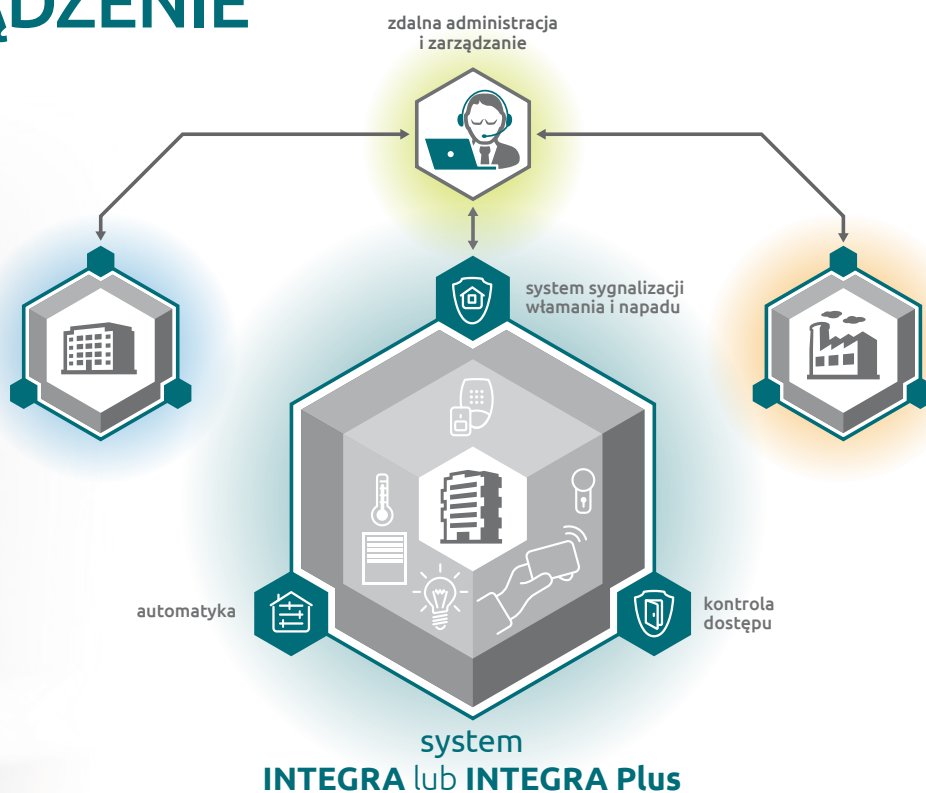 ĄDZENIE
zdalna administracja
i zarządzanie
system sygnalizacji
włamania i napadu
automatyka
kontrola
dostępu
system
INTEGRA lub INTEGRA Plus